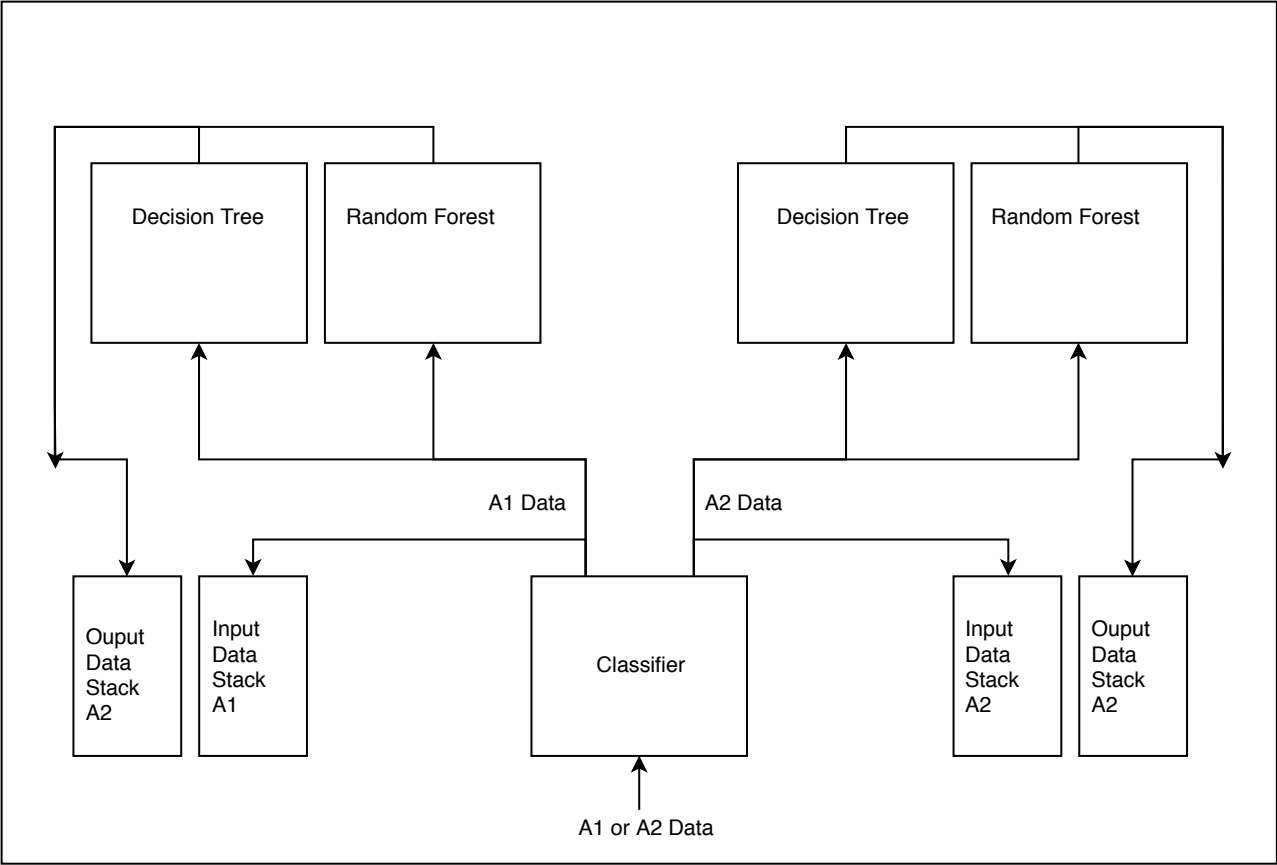 Decision Tree
Random Forest
Decision Tree
Random Forest
A1 Data
A2 Data
Ouput
Data
Stack
A2
Input
Data
Stack
A1
Classifier
Input
Data
Stack
A2
Ouput
Data
Stack
A2
A1 or A2 Data